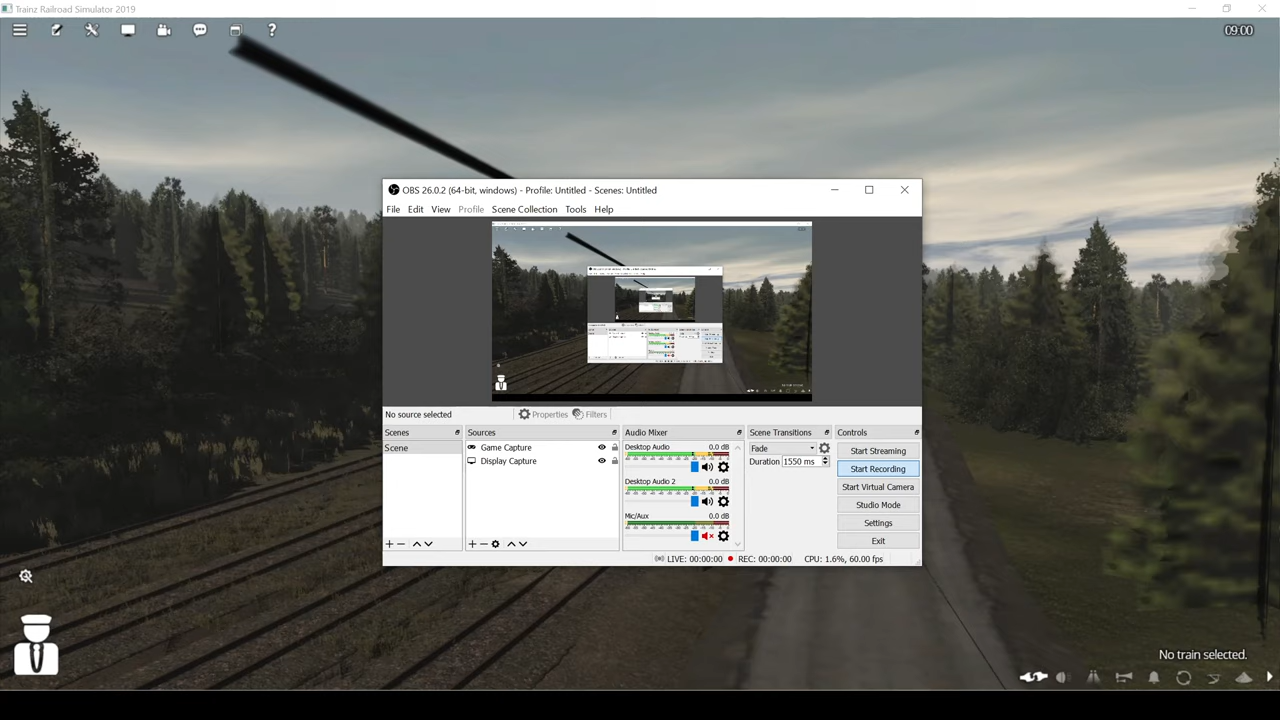 Trainz Railroad Simulator 2019
?
09:00
OBS 26.0.2 (64-bit, windows) - Profile: Untitled - Scenes: Untitled
File Edit View Profile Scene Collection Tools Help
No source selected
Properties Filters
Scenes
Scene
Sources
Game Capture
Display Capture
Audio Mixer
Desktop Audio 0.0 dB
Desktop Audio 2 0.0 dB
Mic/Aux 0.0 dB
Scene Transitions
Fade
Duration 1550 ms
Controls
Start Streaming
Start Recording
Start Virtual Camera
Studio Mode
Settings
Exit
LIVE: 00:00:00 REC: 00:00:00 CPU: 1.6%, 60.00 fps
No train selected.